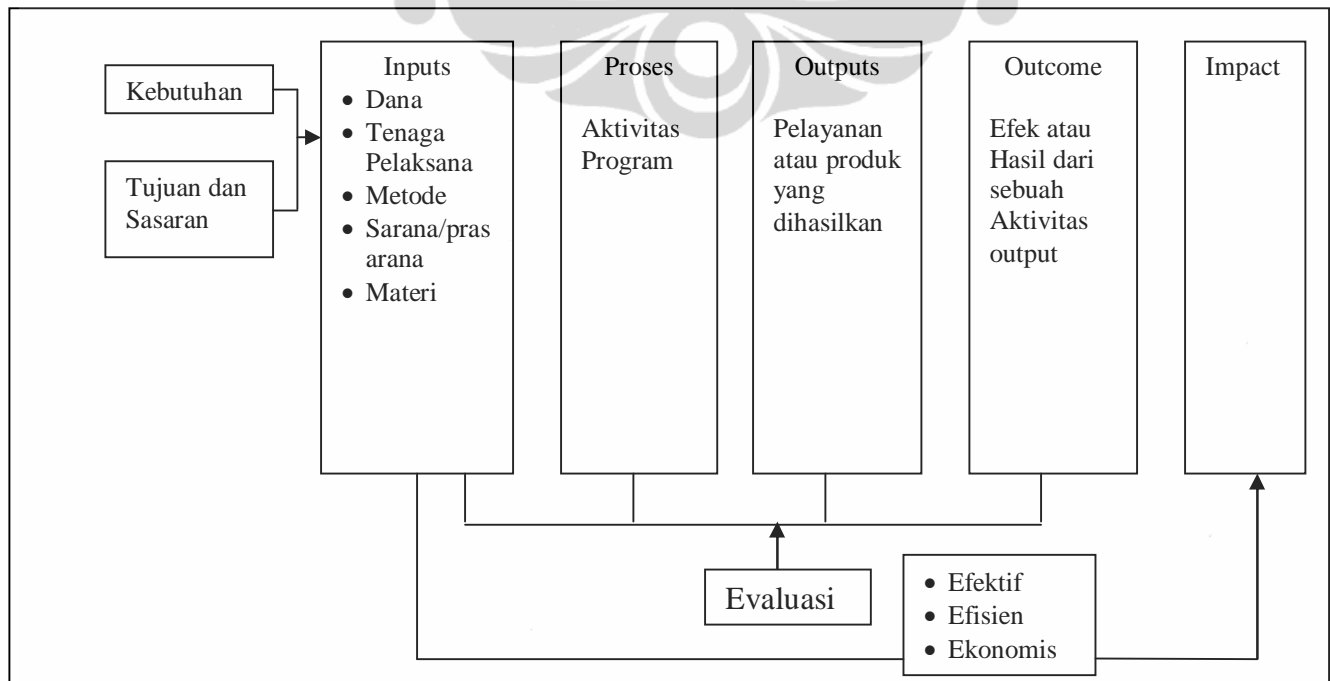 Kebutuhan
Tujuan dan
Sasaran
Inputs
• Dana
• Tenaga
Pelaksana
• Metode
• Sarana/pras
arana
• Materi
Proses
Aktivitas
Program
Outputs
Pelayanan
atau produk
yang
dihasilkan
Outcome
Efek atau
Hasil dari
sebuah
Aktivitas
output
Impact
Evaluasi
• Efektif
• Efisien
• Ekonomis